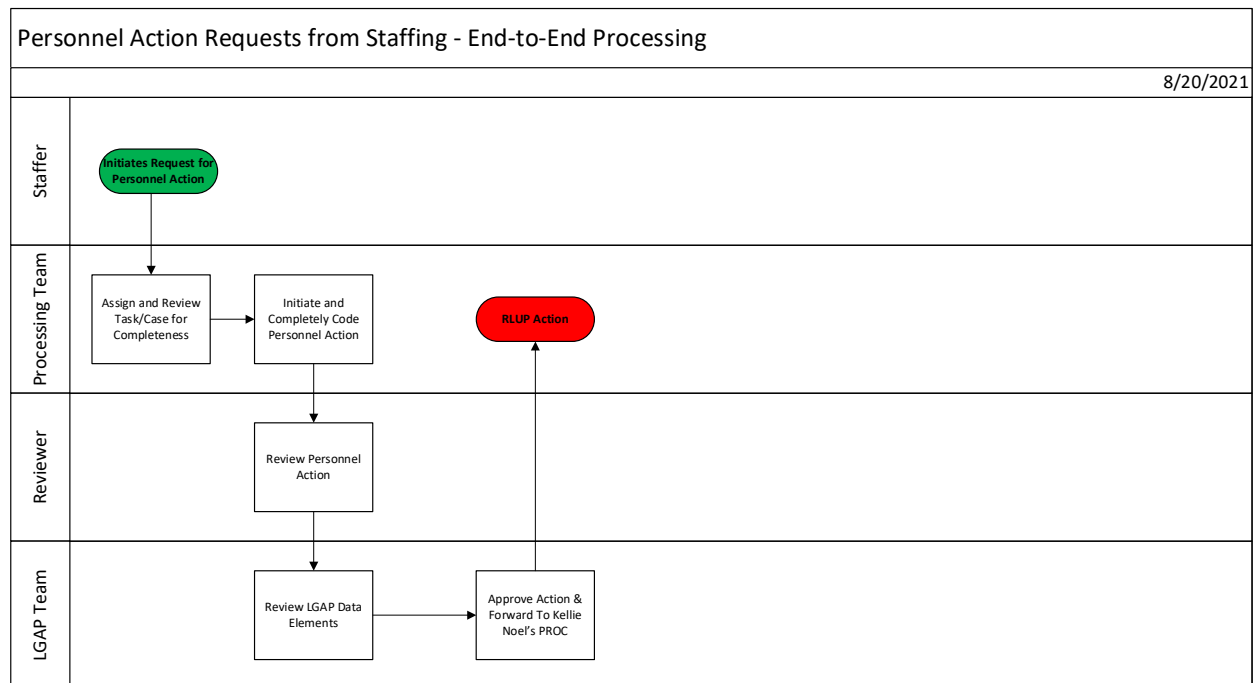 Personnel Action Requests from Staffing - End-to-End Processing
8/20/2021
Staffer
Initiates Request for
Personnel Action
Processing Team
Assign and Review
Task/Case for
Completeness
Initiate and
Completely Code
Personnel Action
RLUP Action
Reviewer
Review Personnel
Action
LGAP Team
Review LGAP Data
Elements
Approve Action &
Forward To Kellie
Noel's PROC